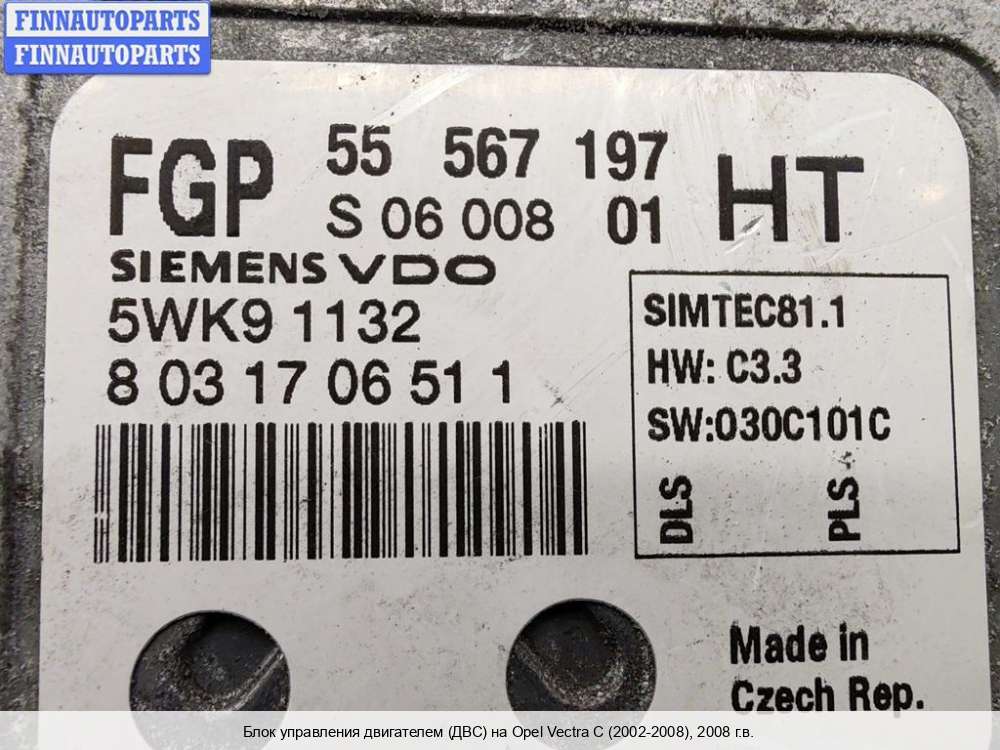 FINNAUTOPARTS
FINNAUTOPARTS
FGP 55 567 197 HT
S 06 008 01
SIEMENS VDO
5WK9 1132
8 03 17 06 51 1
SIMTEC81.1
HW: C3.3
SW:030C101C
DLS PLS
Made in
Czech Rep.
Блок управления двигателем (ДВС) на Opel Vectra C (2002-2008), 2008 г.в.